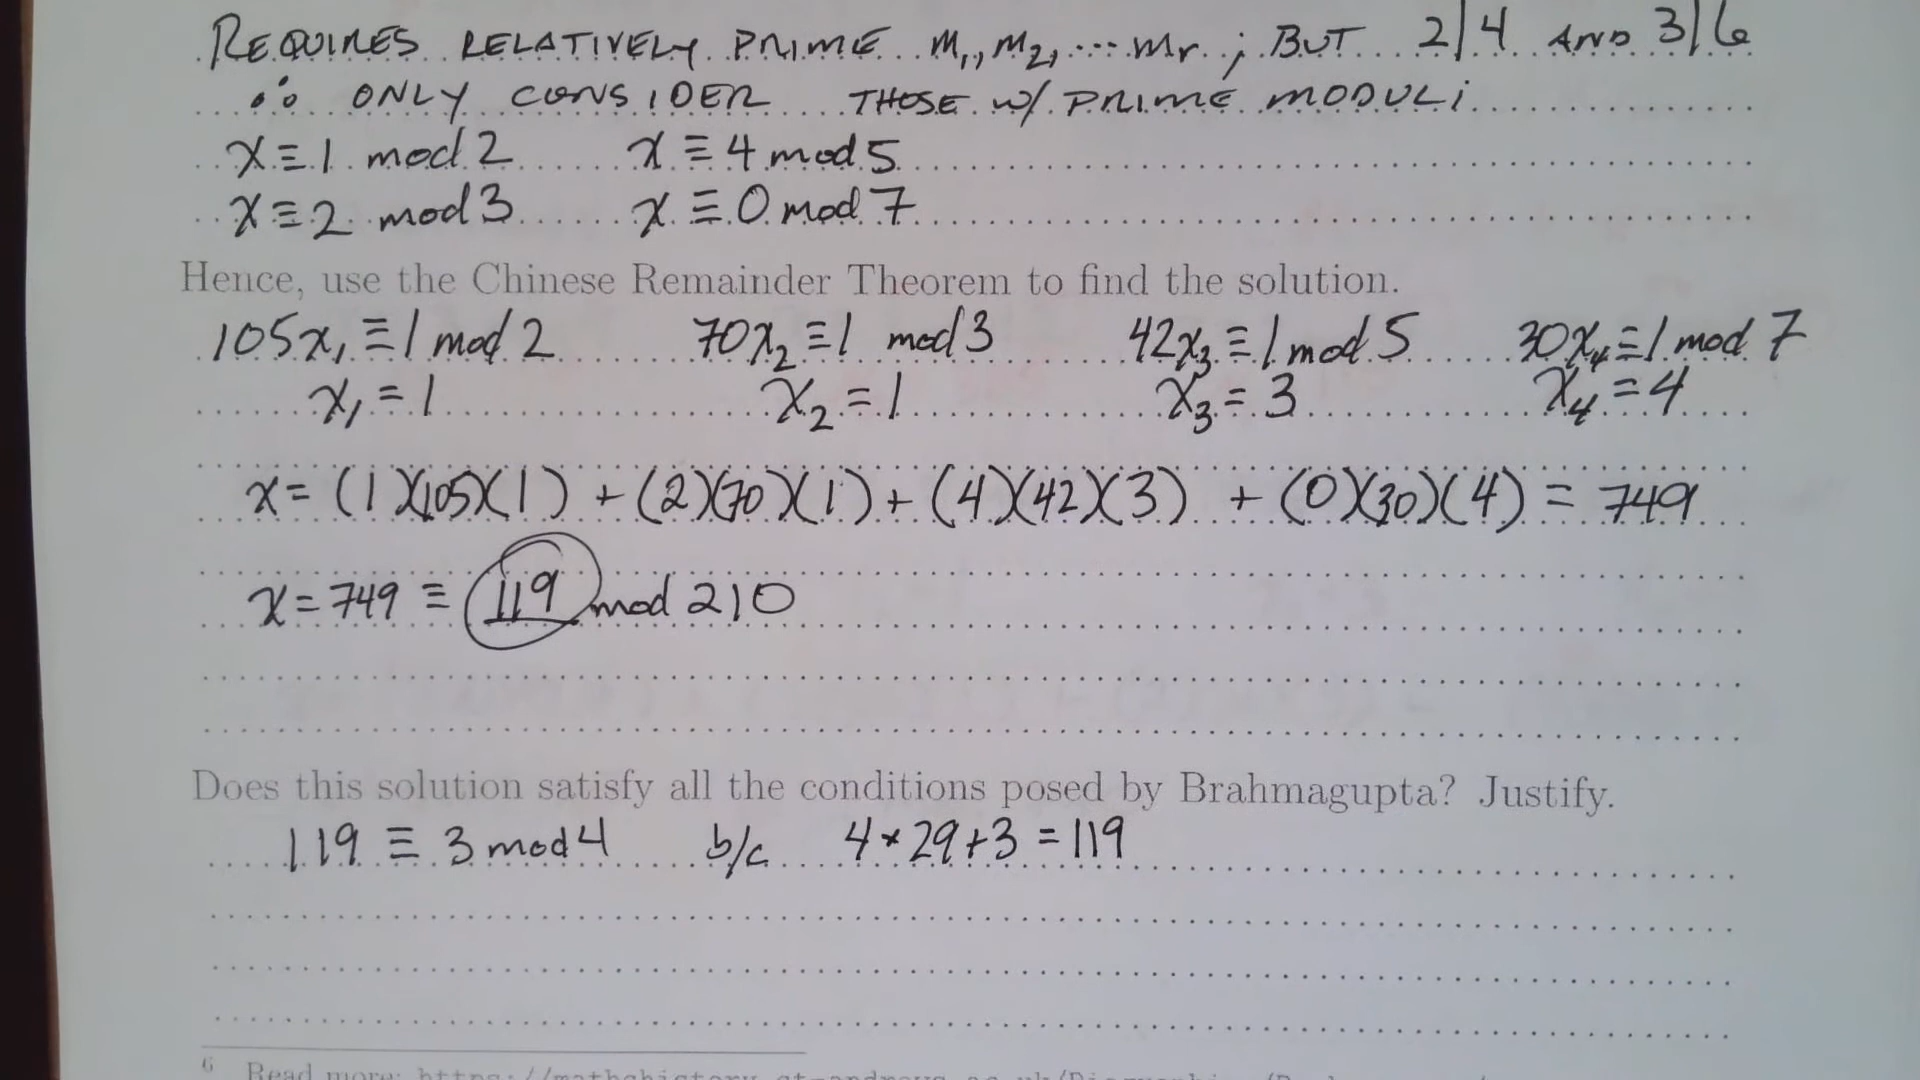 REQUIRES RELATIVELY PRIME m₁, m₂, ... mr ; BUT 2|4 AND 3|6
∴ ONLY CONSIDER THOSE w/ PRIME MODULI
x ≡ 1 mod 2 x ≡ 4 mod 5
x ≡ 2 mod 3 x ≡ 0 mod 7
Hence, use the Chinese Remainder Theorem to find the solution.
105x₁ ≡ 1 mod 2 70x₂ ≡ 1 mod 3 42x₃ ≡ 1 mod 5 30x₄ ≡ 1 mod 7
x₁ = 1 x₂ = 1 x₃ = 3 x₄ = 4
x = (1)(105)(1) + (2)(70)(1) + (4)(42)(3) + (0)(30)(4) = 749
x = 749 ≡ 119 mod 210
Does this solution satisfy all the conditions posed by Brahmagupta? Justify.
119 ≡ 3 mod 4 b/c 4 * 29 + 3 = 119
6 Read more: